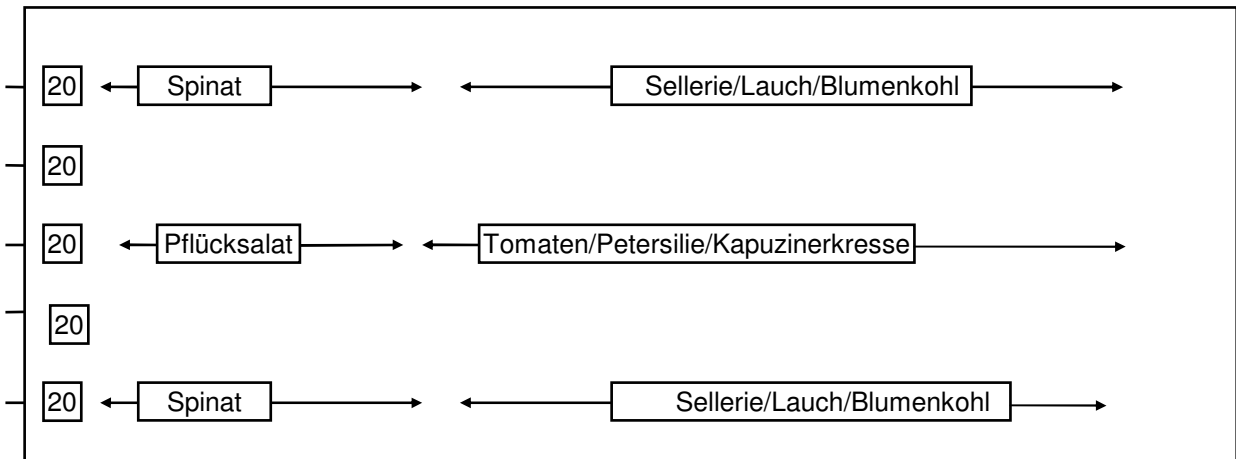 20 Spinat Sellerie/Lauch/Blumenkohl
20
20 Pflücksalat Tomaten/Petersilie/Kapuzinerkresse
20
20 Spinat Sellerie/Lauch/Blumenkohl